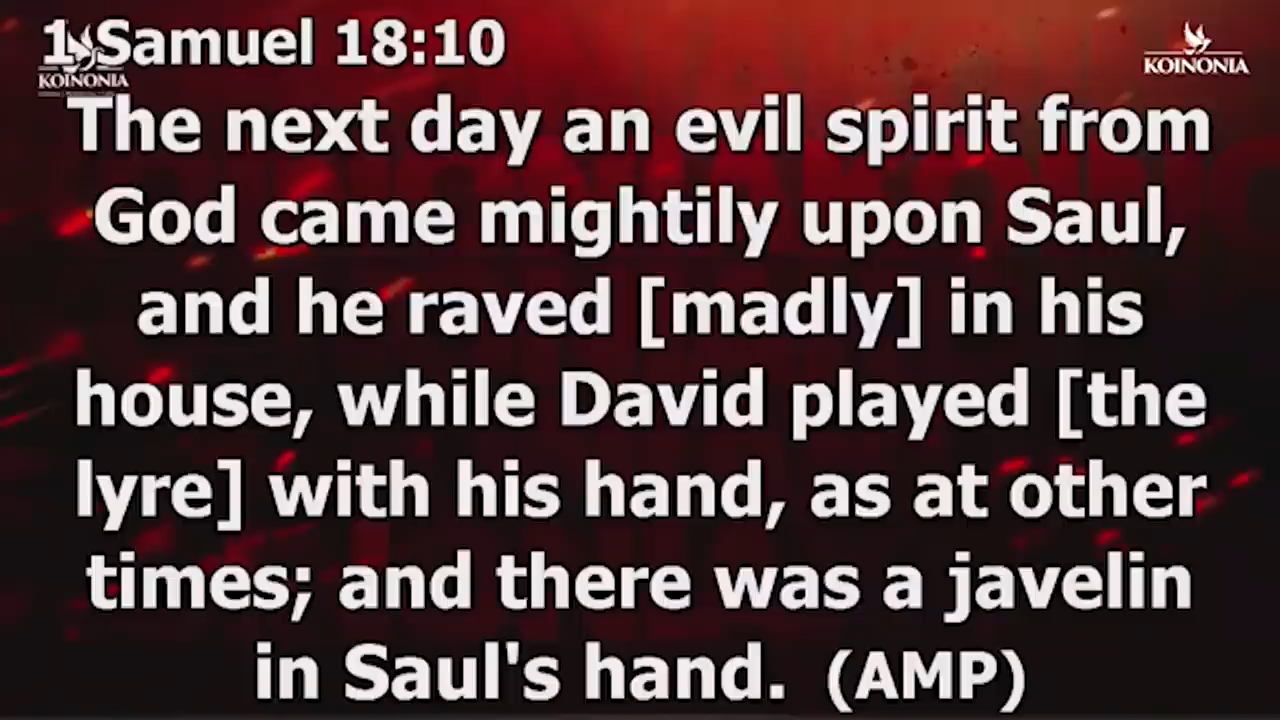 1 Samuel 18:10
KOINONIA
KOINONIA
The next day an evil spirit from
God came mightily upon Saul,
and he raved [madly] in his
house, while David played [the
lyre] with his hand, as at other
times; and there was a javelin
in Saul's hand. (AMP)